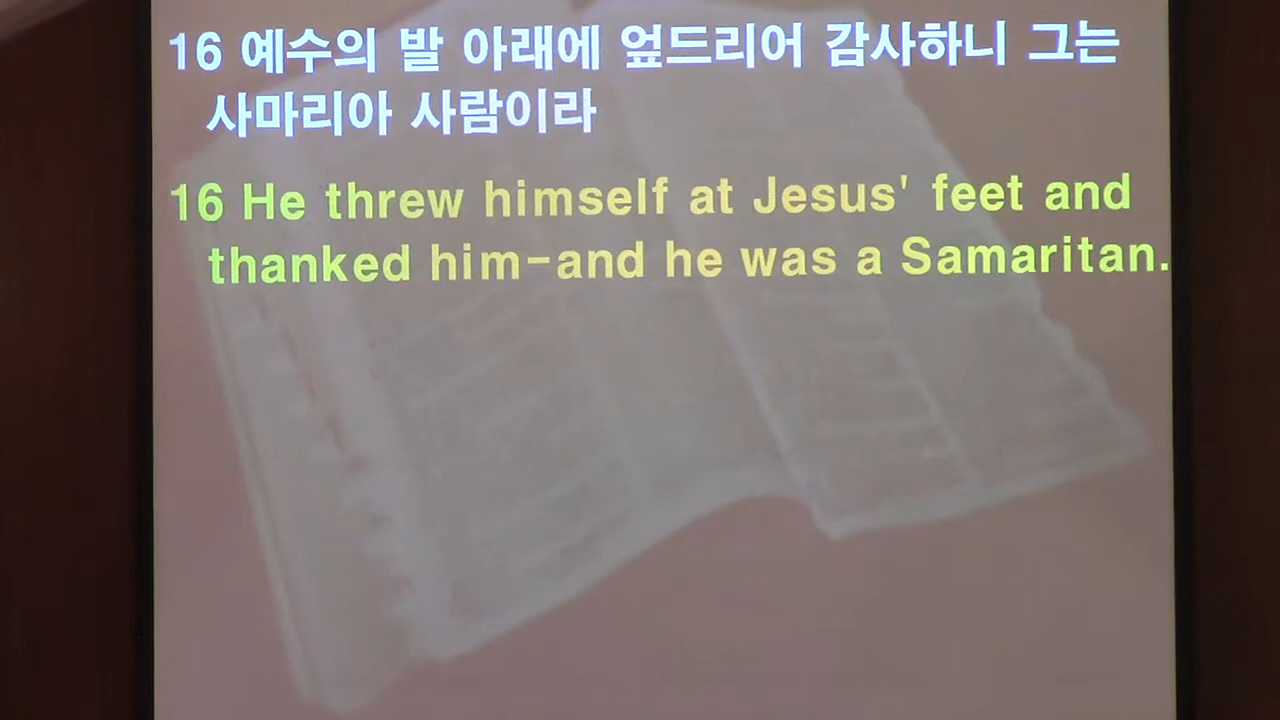 16 예수의 발 아래에 엎드리어 감사하니 그는
사마리아 사람이라
16 He threw himself at Jesus' feet and
thanked him-and he was a Samaritan.